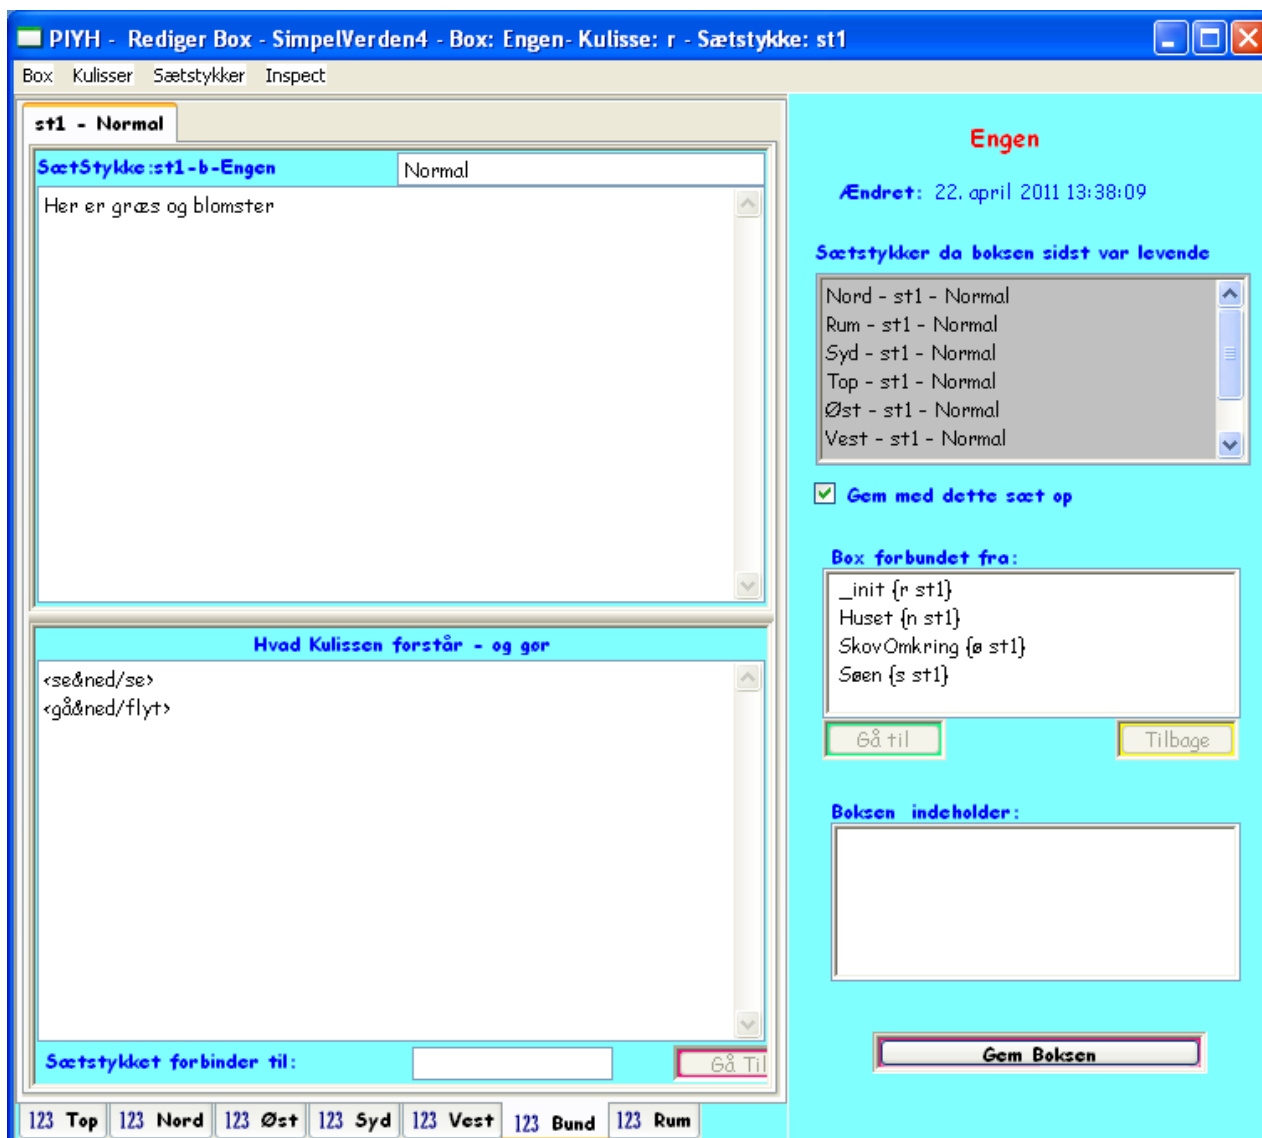 PIYH - Rediger Box - SimpelVerden4 - Box: Engen- Kulisse: r - Sætstykke: st1
Box Kulisser Sætstykker Inspect
st1 - Normal
SætStykke:st1-b-Engen
Normal
Her er græs og blomster
Hvad Kulissen forstår - og gør
<se&ned/se>
<gå&ned/flyt>
Sætstykket forbinder til:
Gå Til
123 Top 123 Nord 123 Øst 123 Syd 123 Vest 123 Bund 123 Rum
Engen
Ændret: 22. april 2011 13:38:09
Sætstykker da boksen sidst var levende
Nord - st1 - Normal
Rum - st1 - Normal
Syd - st1 - Normal
Top - st1 - Normal
Øst - st1 - Normal
Vest - st1 - Normal
Gem med dette sæt op
Box forbundet fra:
_init {r st1}
Huset {n st1}
SkovOmkring {ø st1}
Søen {s st1}
Gå til
Tilbage
Boksen indeholder:
Gem Boksen